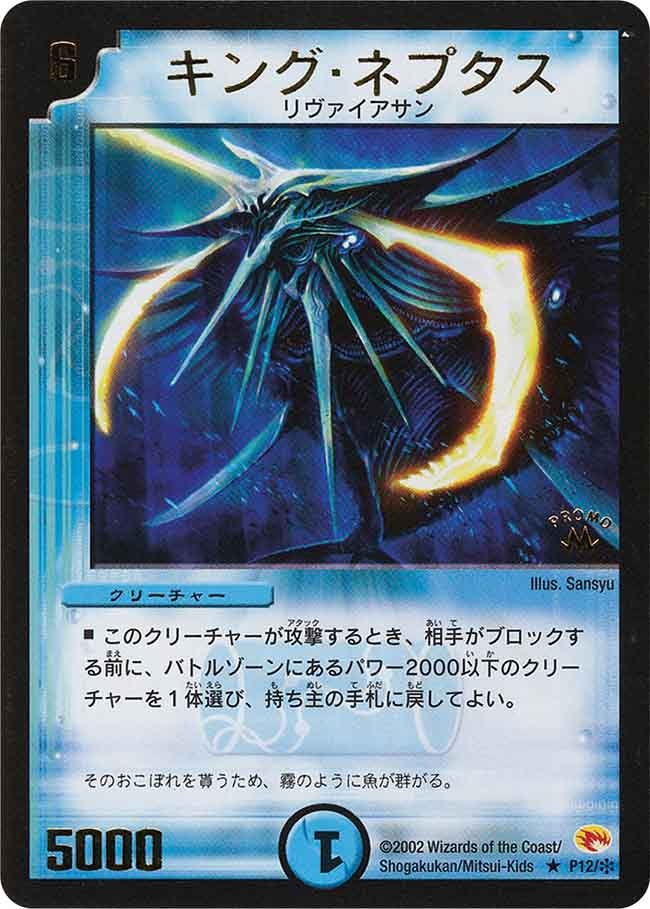 6
キング・ネプタス
リヴァイアサン
PROMO
M
Illus. Sansyu
クリーチャー
■ このクリーチャーが攻撃するとき、相手がブロックす
る前に、バトルゾーンにあるパワー2000以下のクリー
チャーを1体選び、持ち主の手札に戻してよい。
そのおこぼれを貰うため、霧のように魚が群がる。
5000
1
©2002 Wizards of the Coast/
Shogakukan/Mitsui-Kids ★ P12/✻